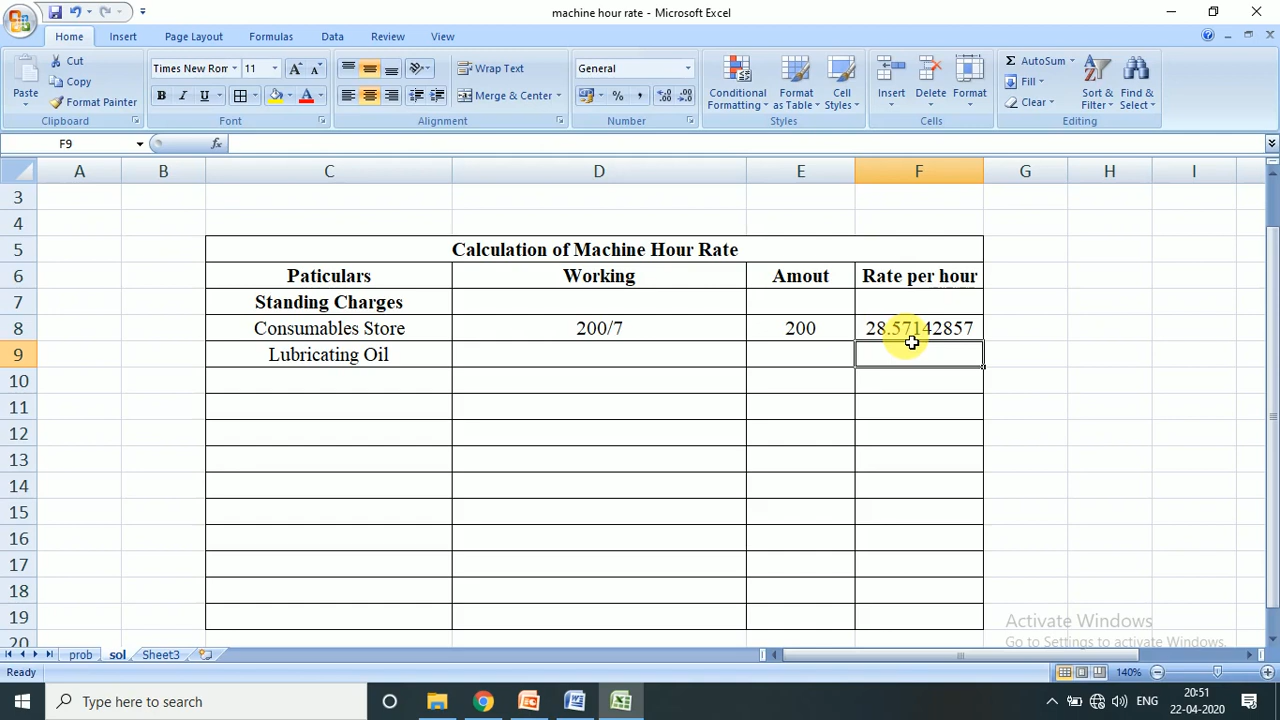 machine hour rate - Microsoft Excel
Home Insert Page Layout Formulas Data Review View
Paste Cut Copy Format Painter Clipboard
Times New Rom 11 B I U Font
Wrap Text Merge & Center Alignment
General % , Number
Conditional Formatting Format as Table Cell Styles Styles
Insert Delete Format Cells
Σ AutoSum Fill Clear Sort & Filter Find & Select Editing
F9 fx
A B C D E F G H I
3
4
5 Calculation of Machine Hour Rate
6 Paticulars Working Amout Rate per hour
7 Standing Charges
8 Consumables Store 200/7 200 28.57142857
9 Lubricating Oil
10
11
12
13
14
15
16
17
18
19
20
Activate Windows
Go to Settings to activate Windows.
prob sol Sheet3
Ready 140%
Type here to search ENG 20:51
22-04-2020